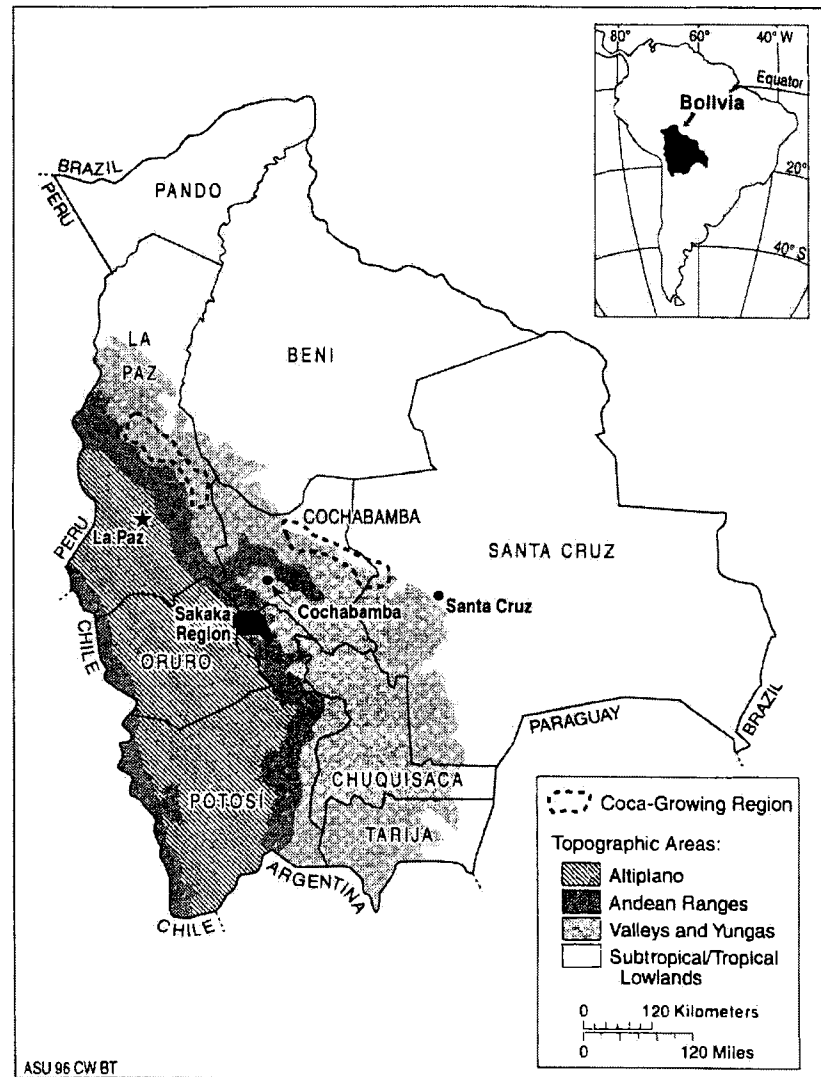 80°
60°
40° W
Equator
Bolivia
20°
40° S
BRAZIL
PERU
PANDO
LA
PAZ
BENI
COCHABAMBA
SANTA CRUZ
PERU
La Paz
Santa Cruz
Cochabamba
Sakaka
Region
CHILE
ORURO
PARAGUAY
BRAZIL
CHUQUISACA
POTOSÍ
TARIJA
ARGENTINA
CHILE
Coca-Growing Region
Topographic Areas:
Altiplano
Andean Ranges
Valleys and Yungas
Subtropical/Tropical
Lowlands
0 120 Kilometers
0 120 Miles
ASU 96 CW BT